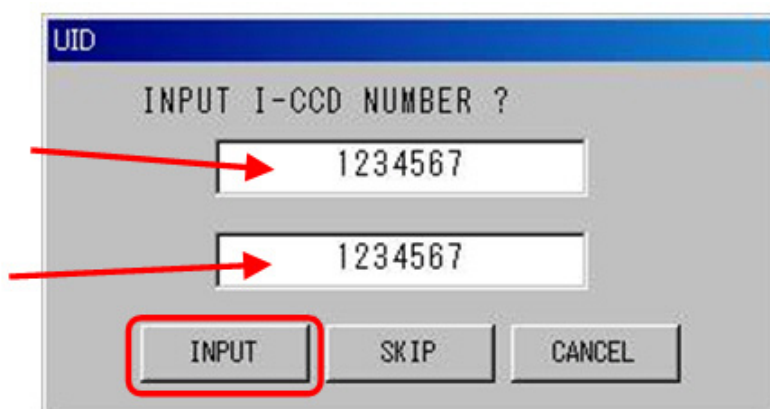 UID
INPUT I-CCD NUMBER ?
1234567
1234567
INPUT SKIP CANCEL